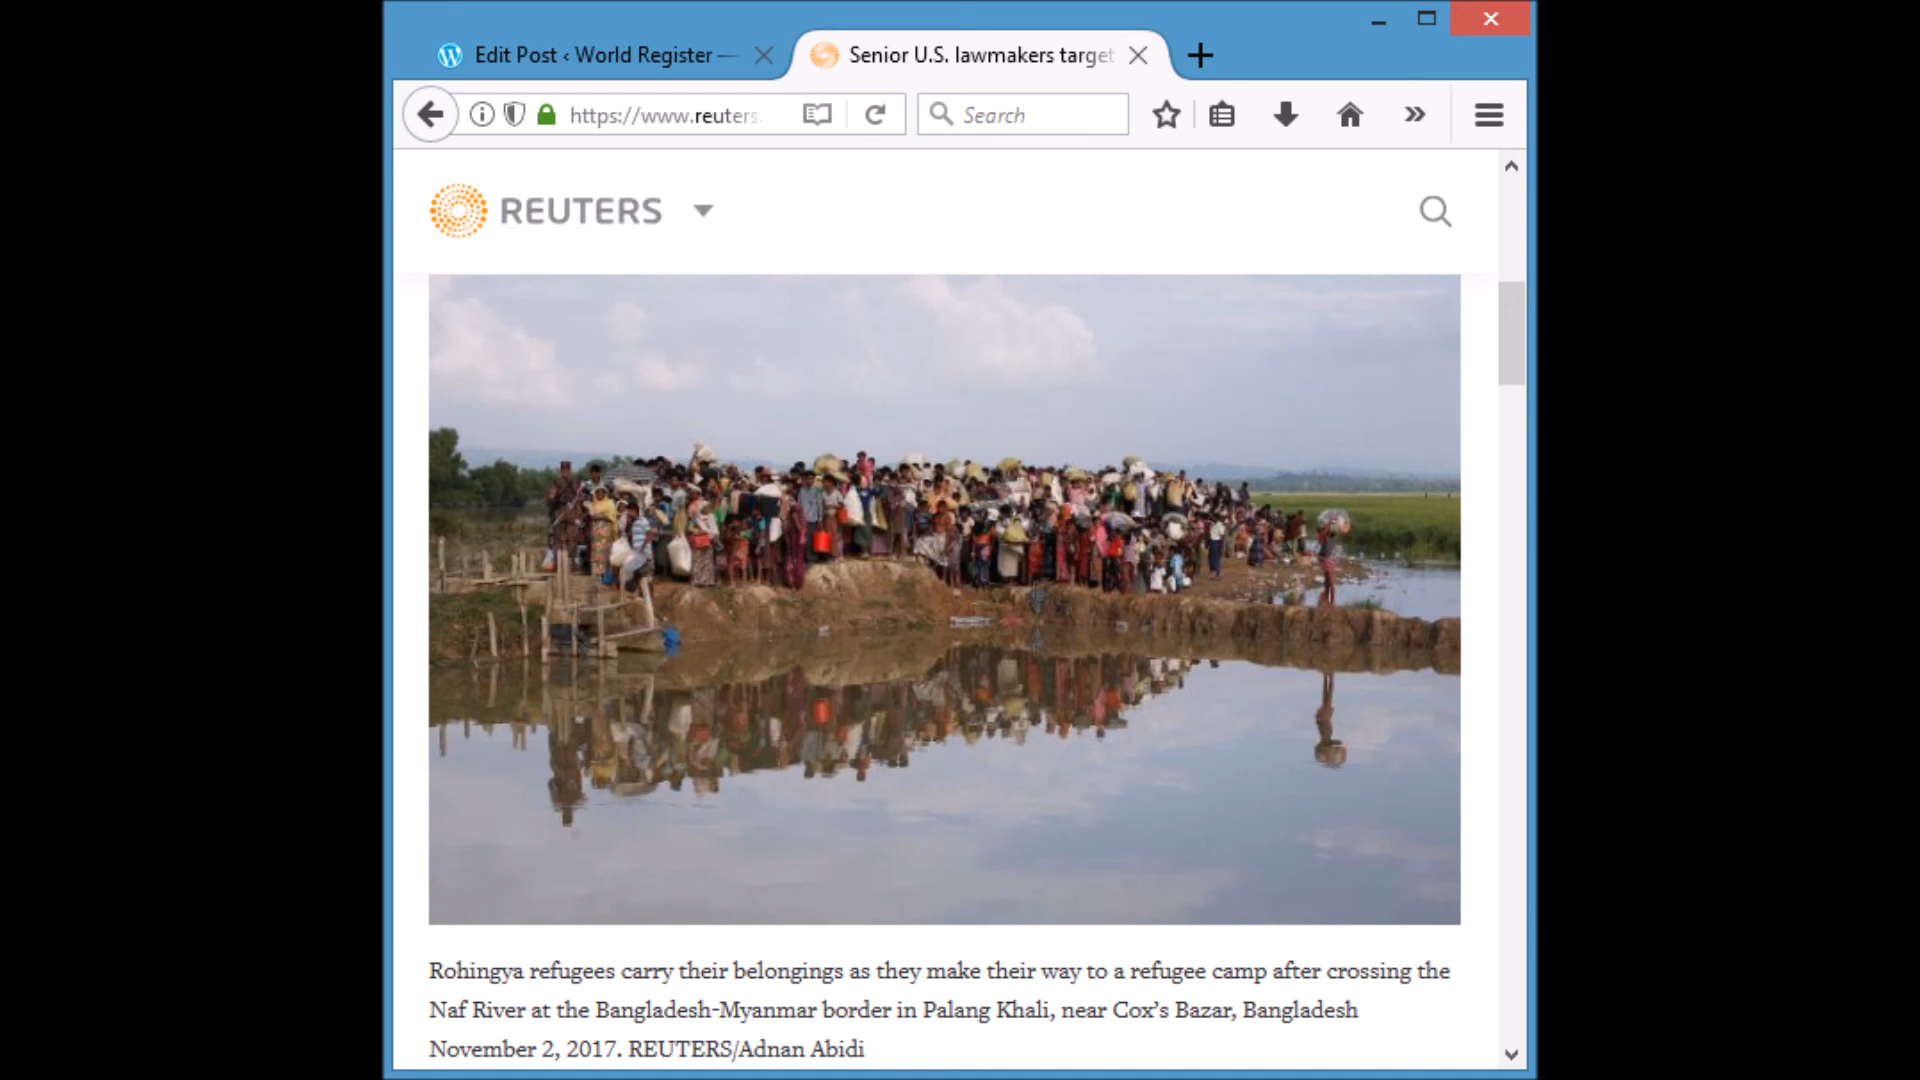 Edit Post ‹ World Register —
Senior U.S. lawmakers target
https://www.reuters.
Search
REUTERS
Rohingya refugees carry their belongings as they make their way to a refugee camp after crossing the
Naf River at the Bangladesh-Myanmar border in Palang Khali, near Cox’s Bazar, Bangladesh
November 2, 2017. REUTERS/Adnan Abidi